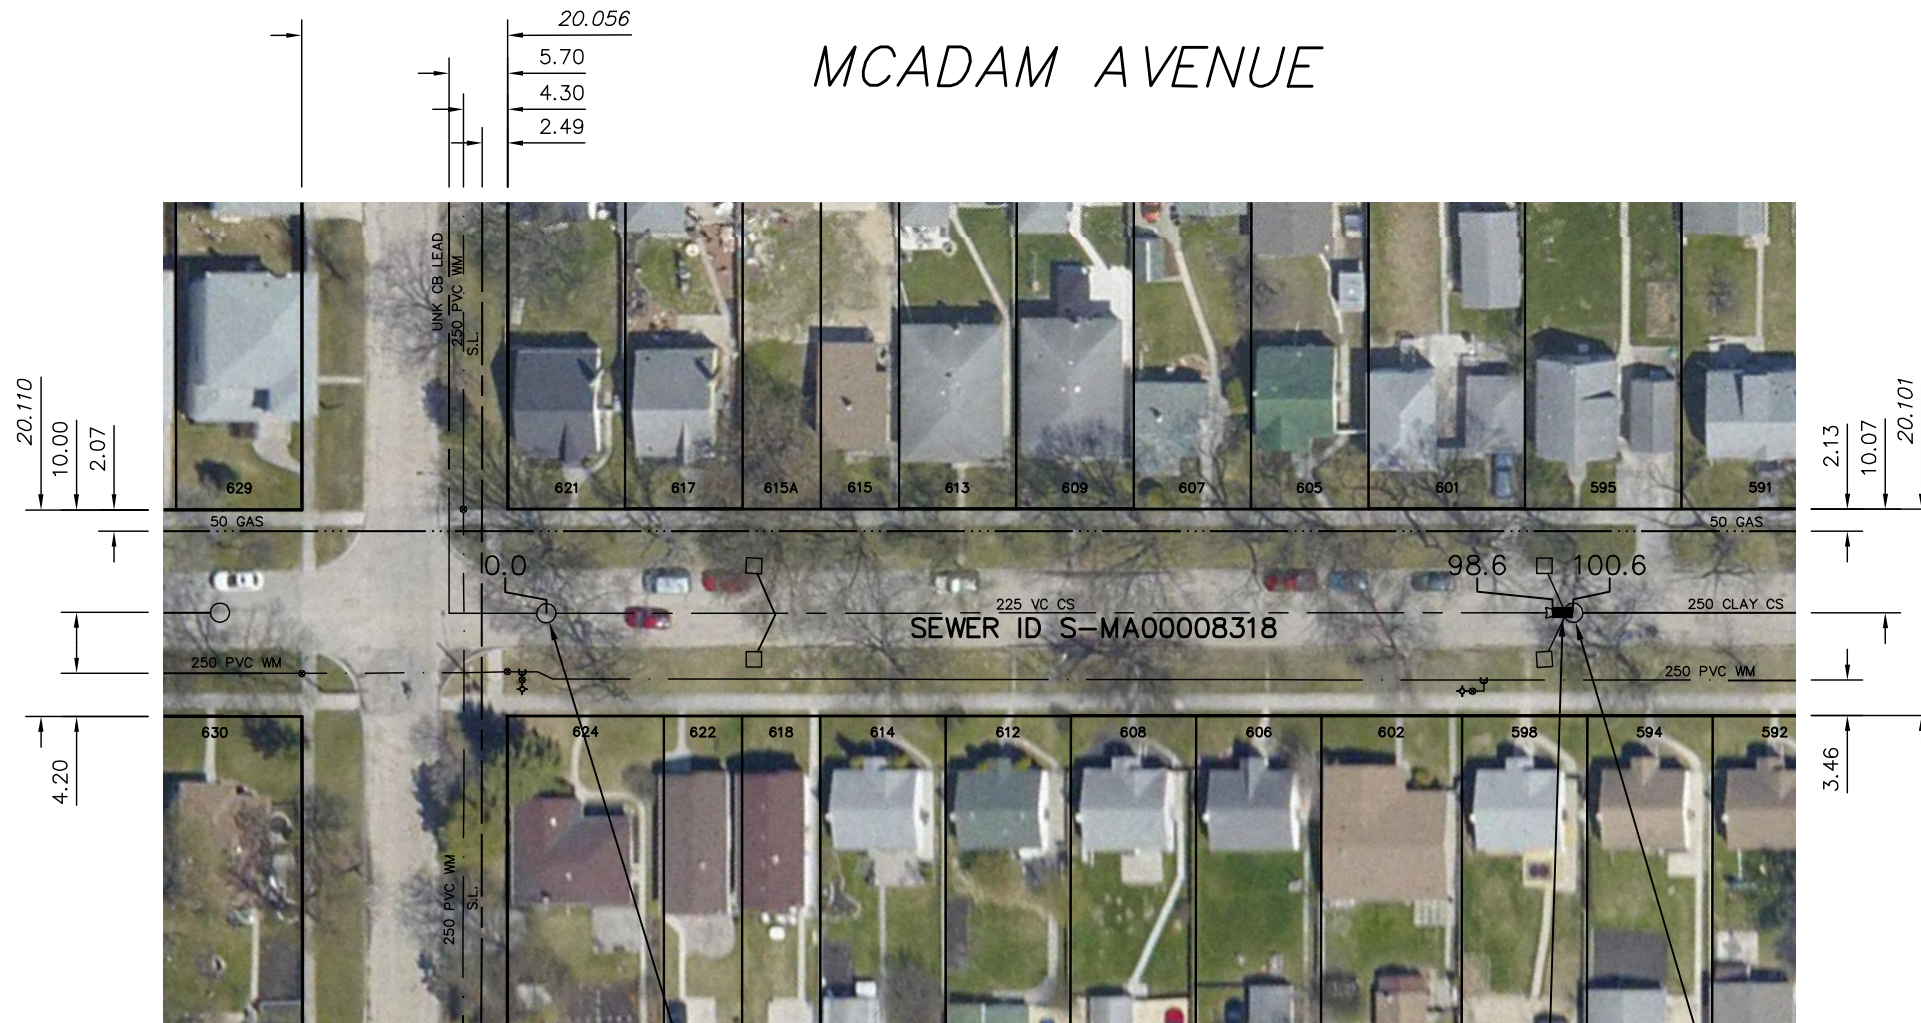 20.056
5.70
4.30
2.49
MCADAM AVENUE
UNK CB LEAD
250 PVC WM
S.L.
20.110
10.00
2.07
2.13
10.07
20.101
629
621
617
615A
615
613
609
607
605
601
595
591
50 GAS
50 GAS
0.0
98.6
100.6
225 VC CS
250 CLAY CS
SEWER ID S-MA00008318
250 PVC WM
250 PVC WM
630
624
622
618
614
612
608
606
602
598
594
592
4.20
3.46
250 PVC WM
S.L.